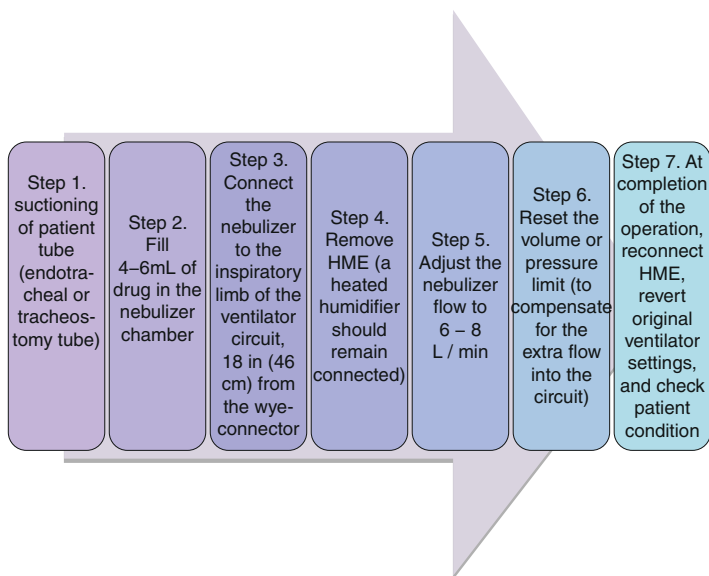 Step 1.
suctioning of
patient
tube
(endotra-
cheal or
tracheos-
tomy tube)
Step 2.
Fill
4–6mL of
drug in the
nebulizer
chamber
Step 3.
Connect
the
nebulizer
to the
inspiratory
limb of the
ventilator
circuit,
18 in (46
cm) from
the wye-
connector
Step 4.
Remove
HME (a
heated
humidifier
should
remain
connected)
Step 5.
Adjust the
nebulizer
flow to
6 – 8
L / min
Step 6.
Reset the
volume or
pressure
limit (to
compensate
for the
extra flow
into the
circuit)
Step 7. At
completion
of the
operation,
reconnect
HME,
revert
original
ventilator
settings,
and check
patient
condition